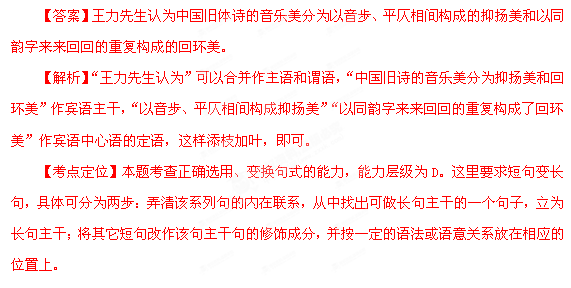 【答案】王力先生认为中国旧体诗的音乐美分为以音步、平仄相间构成的抑扬美和以同
韵字来来回回的重复构成的回环美。
【解析】“王力先生认为”可以合并作主语和谓语，“中国旧诗的音乐美分为抑扬美和回
环美”作宾语主干，“以音步、平仄相间构成抑扬美”“以同韵字来来回回的重复构成了回环
美”作宾语中心语的定语，这样添枝加叶，即可。
【考点定位】本题考查正确选用、变换句式的能力，能力层级为 D。这里要求短句变长
句，具体可分为两步：弄清该系列句的内在联系，从中找出可做长句主干的一个句子，立为
长句主干；将其它短句改作该句主干句的修饰成分，并按一定的语法或语意关系放在相应的
位置上。